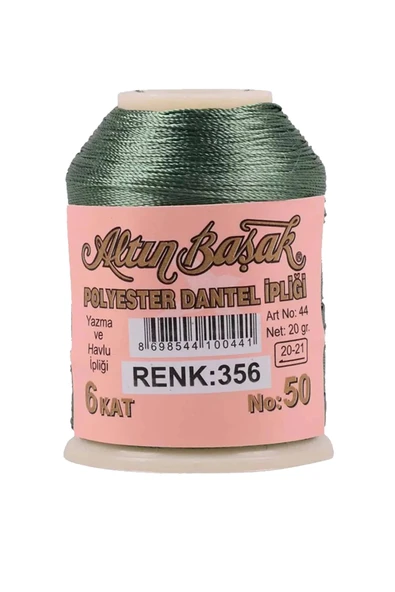 Altın Başak
POLYESTER DANTEL İPLİĞİ
Yazma
ve
Havlu
İpliği
8 698544 100441
Art No: 44
Net: 20 gr.
20-21
RENK:356
6 KAT
No:50